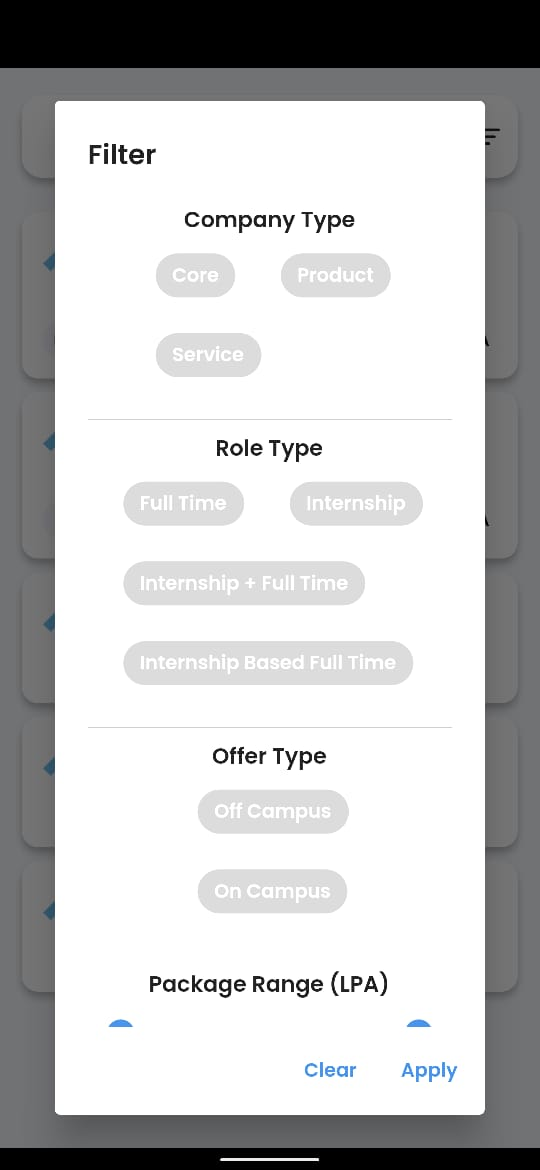 Filter
Company Type
Core Product
Service
Role Type
Full Time Internship
Internship + Full Time
Internship Based Full Time
Offer Type
Off Campus
On Campus
Package Range (LPA)
Clear Apply